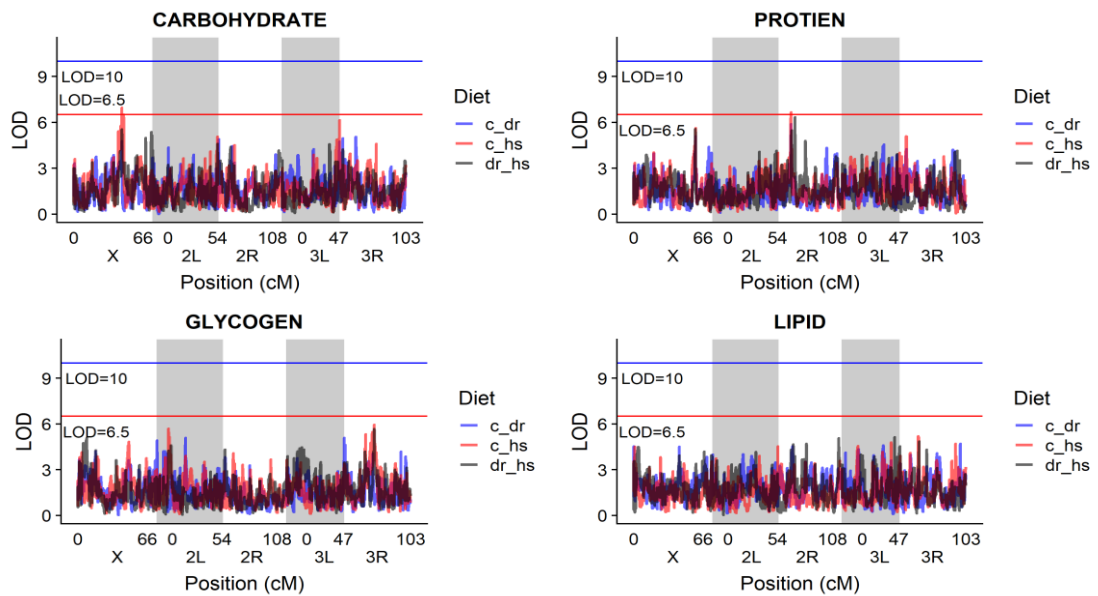 CARBOHYDRATE
9
6
3
0
LOD
LOD=10
LOD=6.5
0 66 0 54 108 0 47 103
X 2L 2R 3L 3R
Position (cM)
Diet
c_dr
c_hs
dr_hs
PROTIEN
9
6
3
0
LOD
LOD=10
LOD=6.5
0 66 0 54 108 0 47 103
X 2L 2R 3L 3R
Position (cM)
Diet
c_dr
c_hs
dr_hs
GLYCOGEN
9
6
3
0
LOD
LOD=10
LOD=6.5
0 66 0 54 108 0 47 103
X 2L 2R 3L 3R
Position (cM)
Diet
c_dr
c_hs
dr_hs
LIPID
9
6
3
0
LOD
LOD=10
LOD=6.5
0 66 0 54 108 0 47 103
X 2L 2R 3L 3R
Position (cM)
Diet
c_dr
c_hs
dr_hs